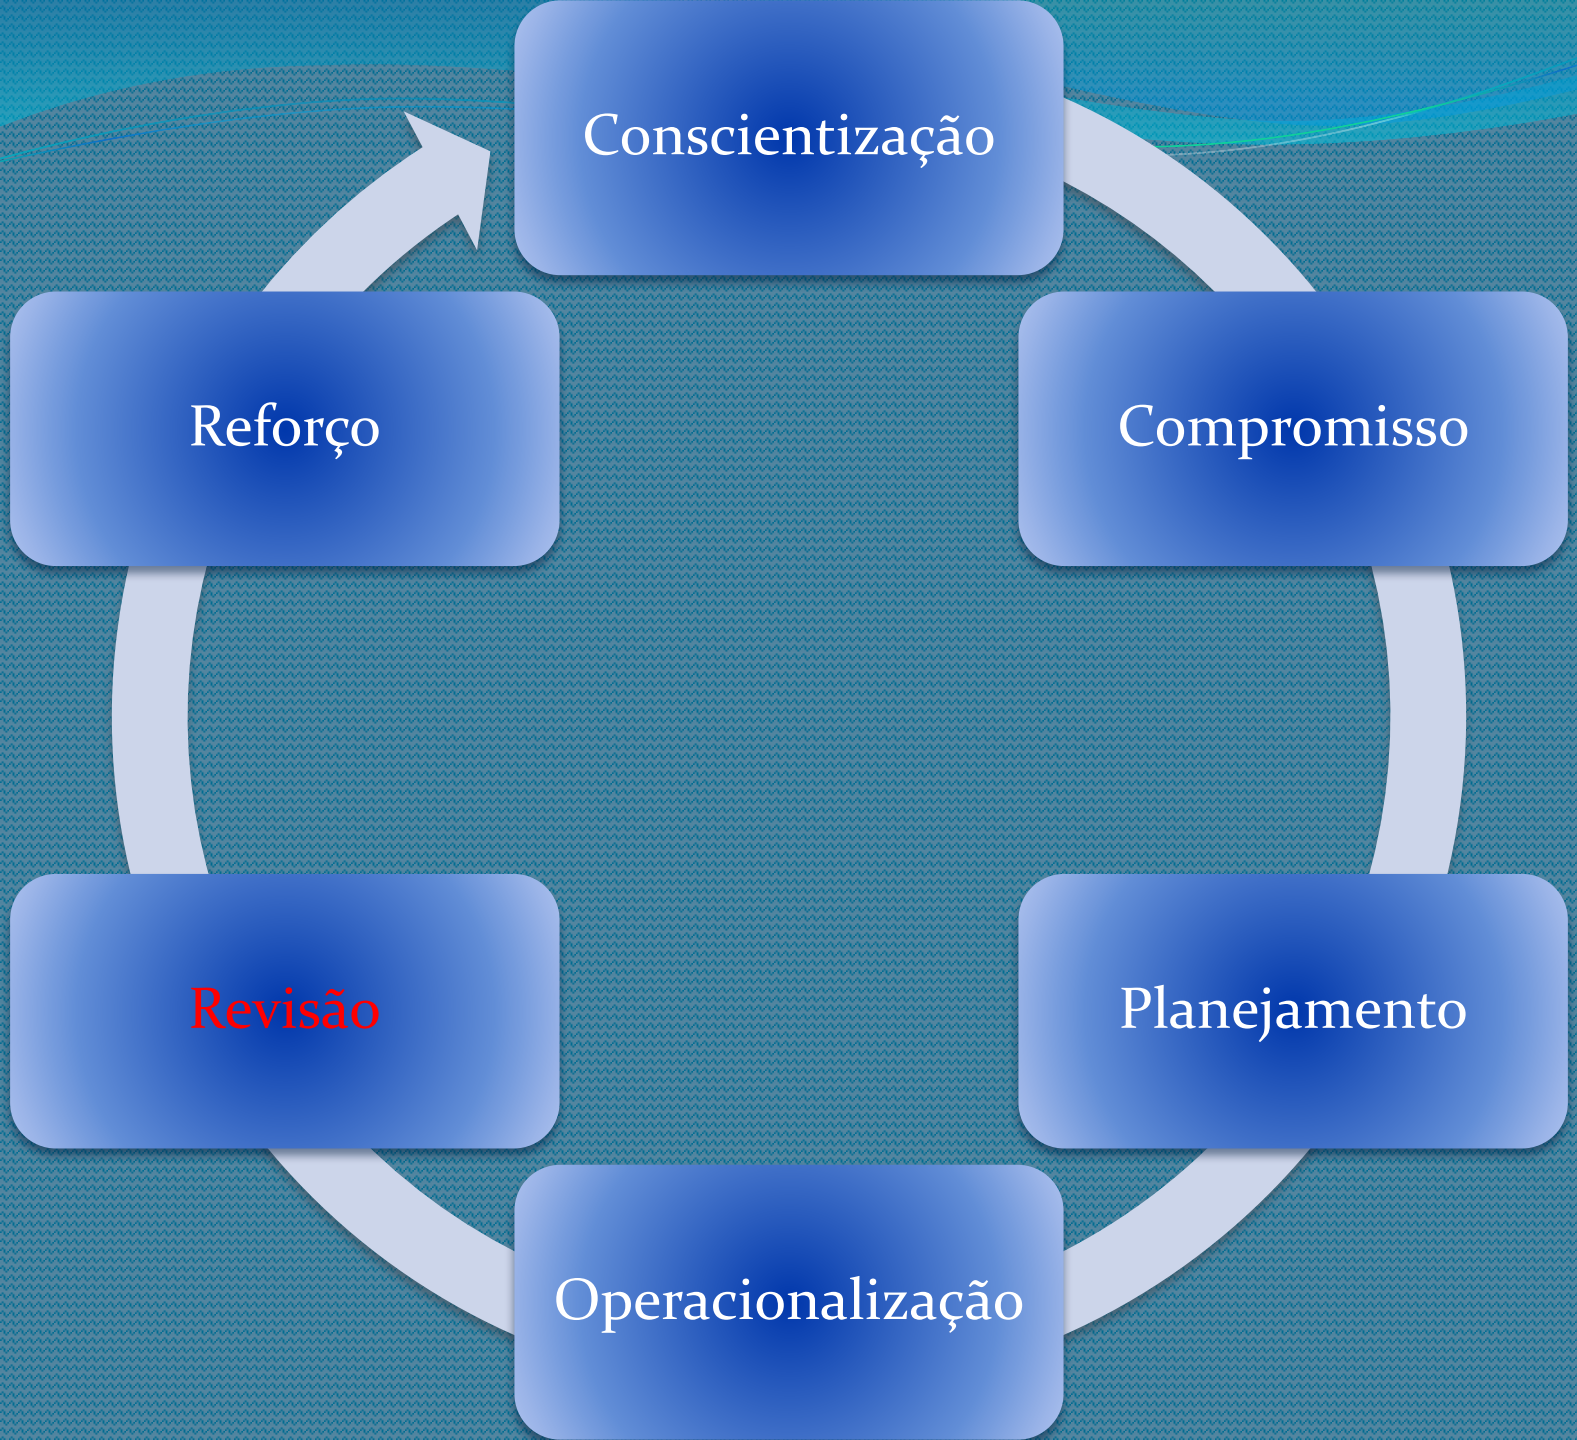 Conscientização
Compromisso
Planejamento
Operacionalização
Revisão
Reforço